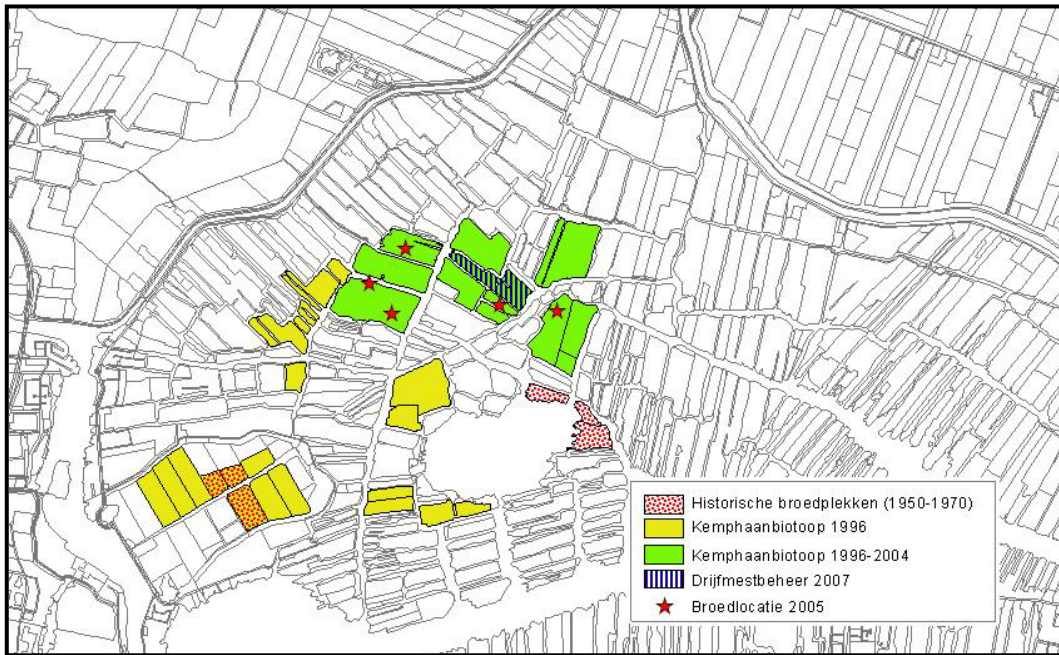 Historische broedplekken (1950-1970)
Kemphaanbiotoop 1996
Kemphaanbiotoop 1996-2004
Drijfmestbeheer 2007
Broedlocatie 2005